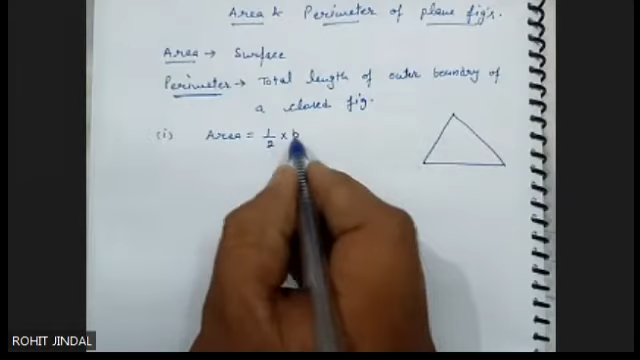 Area & Perimeter of plane fig's.
Area → Surface
Perimeter → Total length of outer boundary of
a closed fig.
(i) Area = 1/2 × b
ROHIT JINDAL